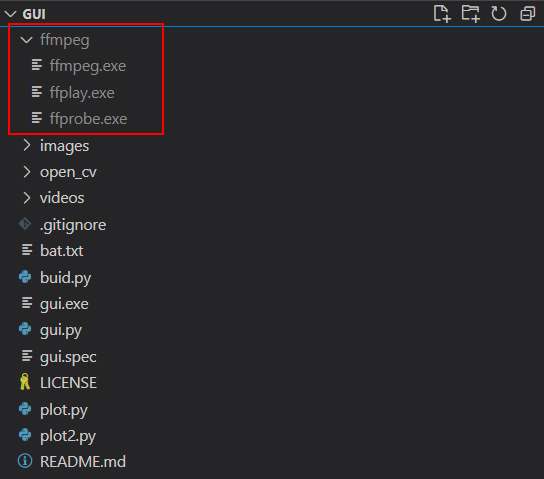 GUI
ffmpeg
ffmpeg.exe
ffplay.exe
ffprobe.exe
images
open_cv
videos
.gitignore
bat.txt
buid.py
gui.exe
gui.py
gui.spec
LICENSE
plot.py
plot2.py
README.md